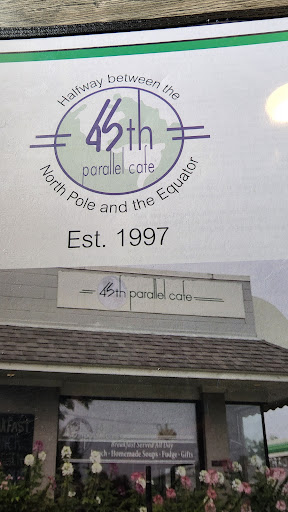 Halfway between the
45th
parallel cafe
North Pole and the Equator
Est. 1997
45th parallel cafe
Breakfast Served All Day
Homemade Soups · Fudge · Gifts